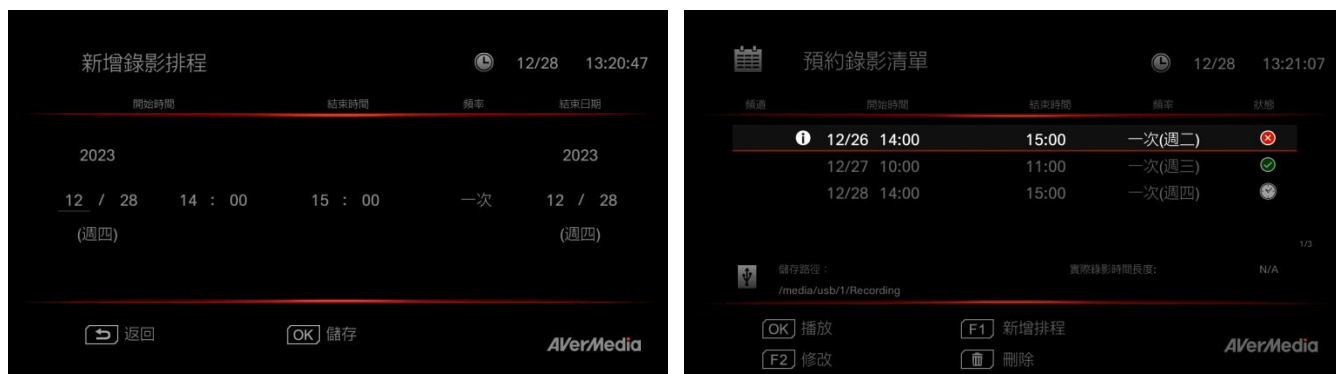 新增錄影排程 12/28 13:20:47
開始時間 結束時間 頻率 結束日期
2023 2023
12 / 28 14 : 00 15 : 00 一次 12 / 28
(週四) (週四)
返回 OK 儲存
AVerMedia
預約錄影清單 12/28 13:21:07
頻道 開始時間 結束時間 頻率 狀態
12/26 14:00 15:00 一次(週二)
12/27 10:00 11:00 一次(週三)
12/28 14:00 15:00 一次(週四)
1/3
儲存路徑： 實際錄影時間長度: N/A
/media/usb/1/Recording
OK 播放 F1 新增排程
F2 修改 刪除
AVerMedia